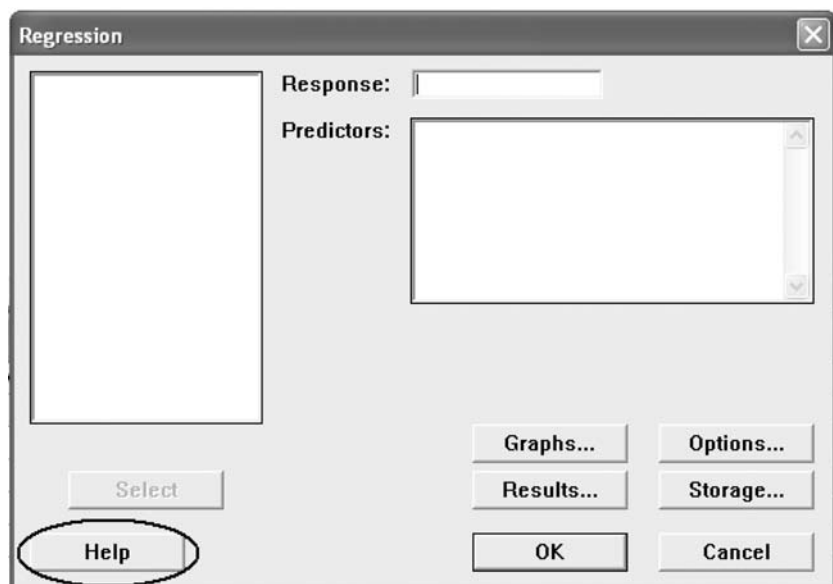 Regression
Response:
Predictors:
Graphs... Options...
Select Results... Storage...
Help OK Cancel